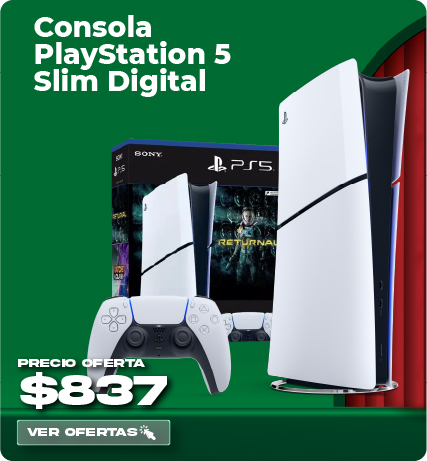 Consola
PlayStation 5
Slim Digital
SONY
PS5
RETURNAL
PRECIO OFERTA
$837
VER OFERTAS